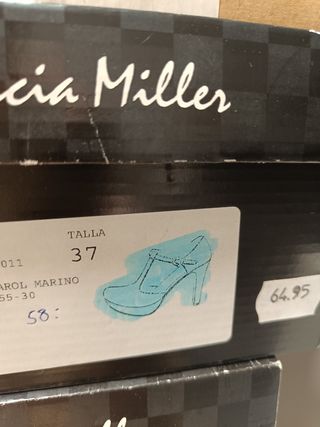 cia Miller
TALLA
37
011
AROL MARINO
55-30
58:
64.95